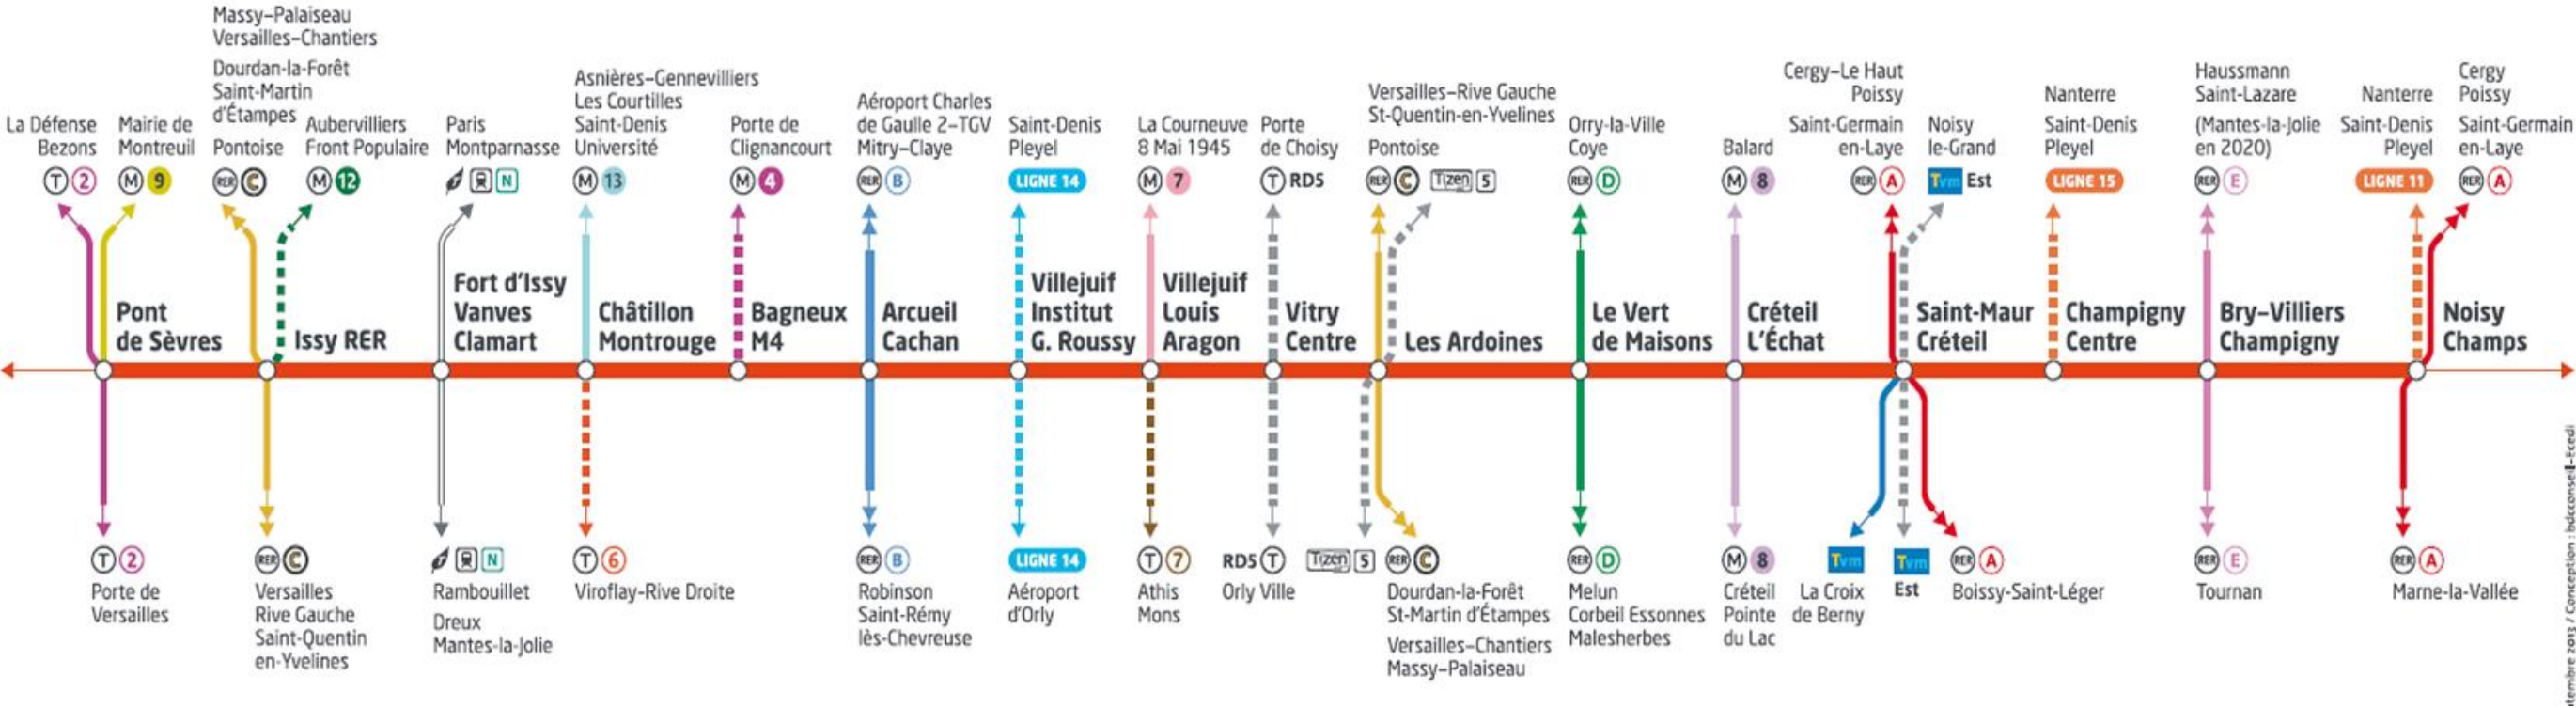 Massy–Palaiseau
Versailles–Chantiers
Dourdan-la-Forêt
Saint-Martin
d'Étampes
Pontoise
La Défense
Bezons
T 2
Mairie de
Montreuil
M 9
RER C
Aubervilliers
Front Populaire
M 12
Paris
Montparnasse
N
Asnières–Gennevilliers
Les Courtilles
Saint-Denis
Université
M 13
Porte de
Clignancourt
M 4
Aéroport Charles
de Gaulle 2–TGV
Mitry–Claye
RER B
Saint-Denis
Pleyel
LIGNE 14
La Courneuve
8 Mai 1945
M 7
Porte
de Choisy
T RD5
Versailles–Rive Gauche
St-Quentin-en-Yvelines
Pontoise
RER C Tzen 5
Orry-la-Ville
Coye
RER D
Balard
M 8
Cergy–Le Haut
Poissy
Saint-Germain
en-Laye
RER A
Noisy
le-Grand
Tvm Est
Nanterre
Saint-Denis
Pleyel
LIGNE 15
Haussmann
Saint-Lazare
(Mantes-la-Jolie
en 2020)
RER E
Nanterre
Saint-Denis
Pleyel
LIGNE 11
Cergy
Poissy
Saint-Germain
en-Laye
RER A
Pont
de Sèvres
Issy RER
Fort d'Issy
Vanves
Clamart
Châtillon
Montrouge
Bagneux
M4
Arcueil
Cachan
Villejuif
Institut
G. Roussy
Villejuif
Louis
Aragon
Vitry
Centre
Les Ardoines
Le Vert
de Maisons
Créteil
L'Échat
Saint-Maur
Créteil
Champigny
Centre
Bry–Villiers
Champigny
Noisy
Champs
T 2
Porte de
Versailles
RER C
Versailles
Rive Gauche
Saint-Quentin
en-Yvelines
N
Rambouillet
Dreux
Mantes-la-Jolie
T 6
Viroflay-Rive Droite
RER B
Robinson
Saint-Rémy
lès-Chevreuse
LIGNE 14
Aéroport
d'Orly
T 7
Athis
Mons
RD5 T
Orly Ville
Tzen 5 RER C
Dourdan-la-Forêt
St-Martin d'Étampes
Versailles–Chantiers
Massy–Palaiseau
RER D
Melun
Corbeil Essonnes
Malesherbes
M 8
Créteil
Pointe
du Lac
Tvm
La Croix
de Berny
Tvm
Est
RER A
Boissy-Saint-Léger
RER E
Tournan
RER A
Marne-la-Vallée
tembre 2013 / Conception : bdcconseil-Ecedi